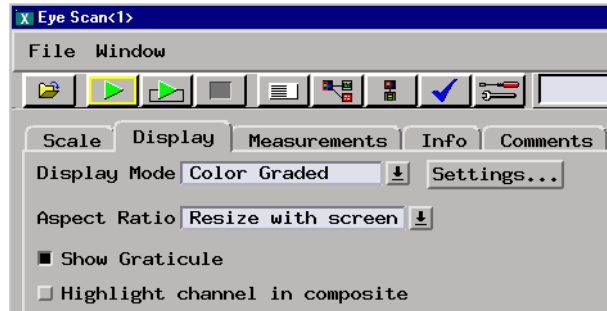 Eye Scan<1>
File Window
Scale Display Measurements Info Comments
Display Mode Color Graded Settings...
Aspect Ratio Resize with screen
Show Graticule
Highlight channel in composite